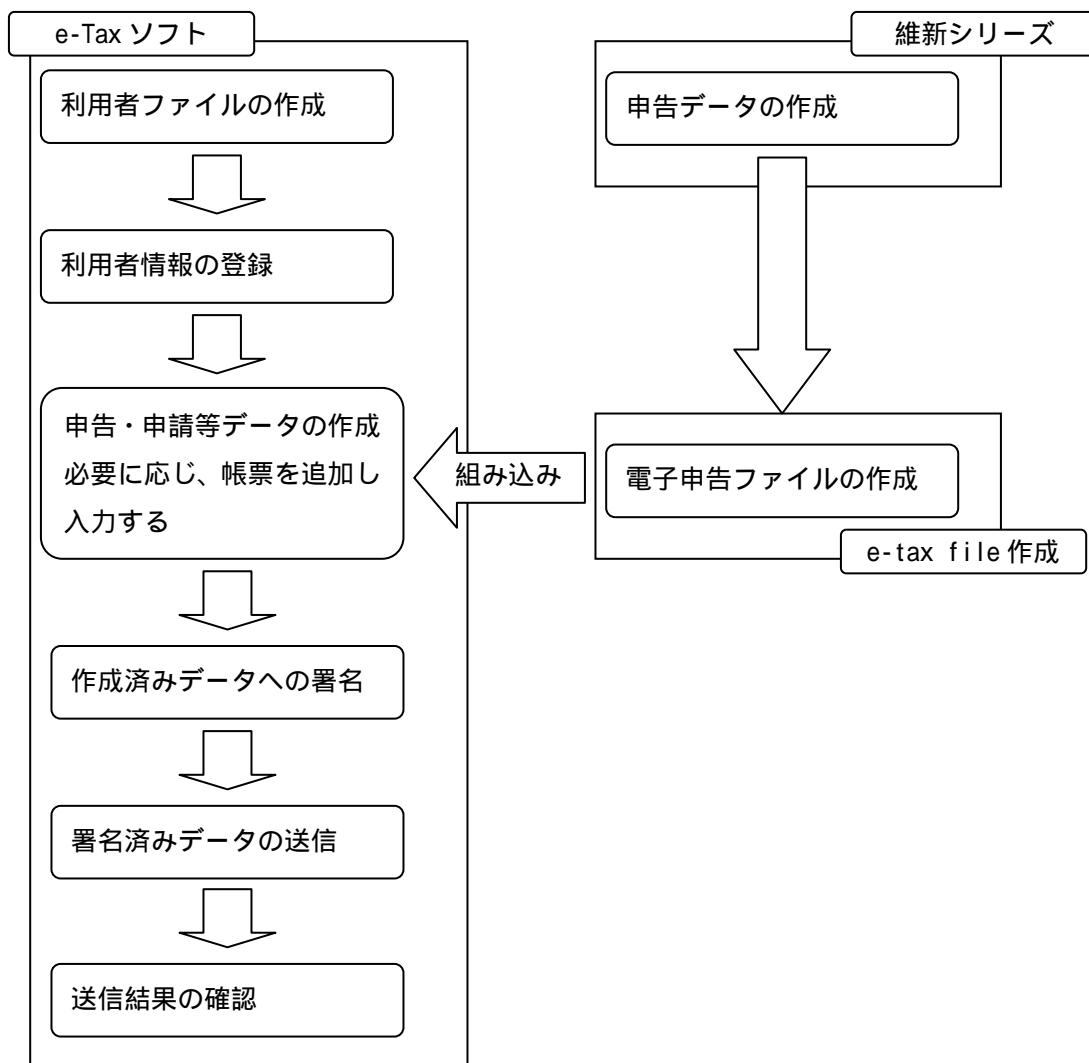 e-Tax ソフト
利用者ファイルの作成
利用者情報の登録
申告・申請等データの作成
必要に応じ、帳票を追加し
入力する
作成済みデータへの署名
署名済みデータの送信
送信結果の確認
維新シリーズ
申告データの作成
組み込み
電子申告ファイルの作成
e-tax file 作成